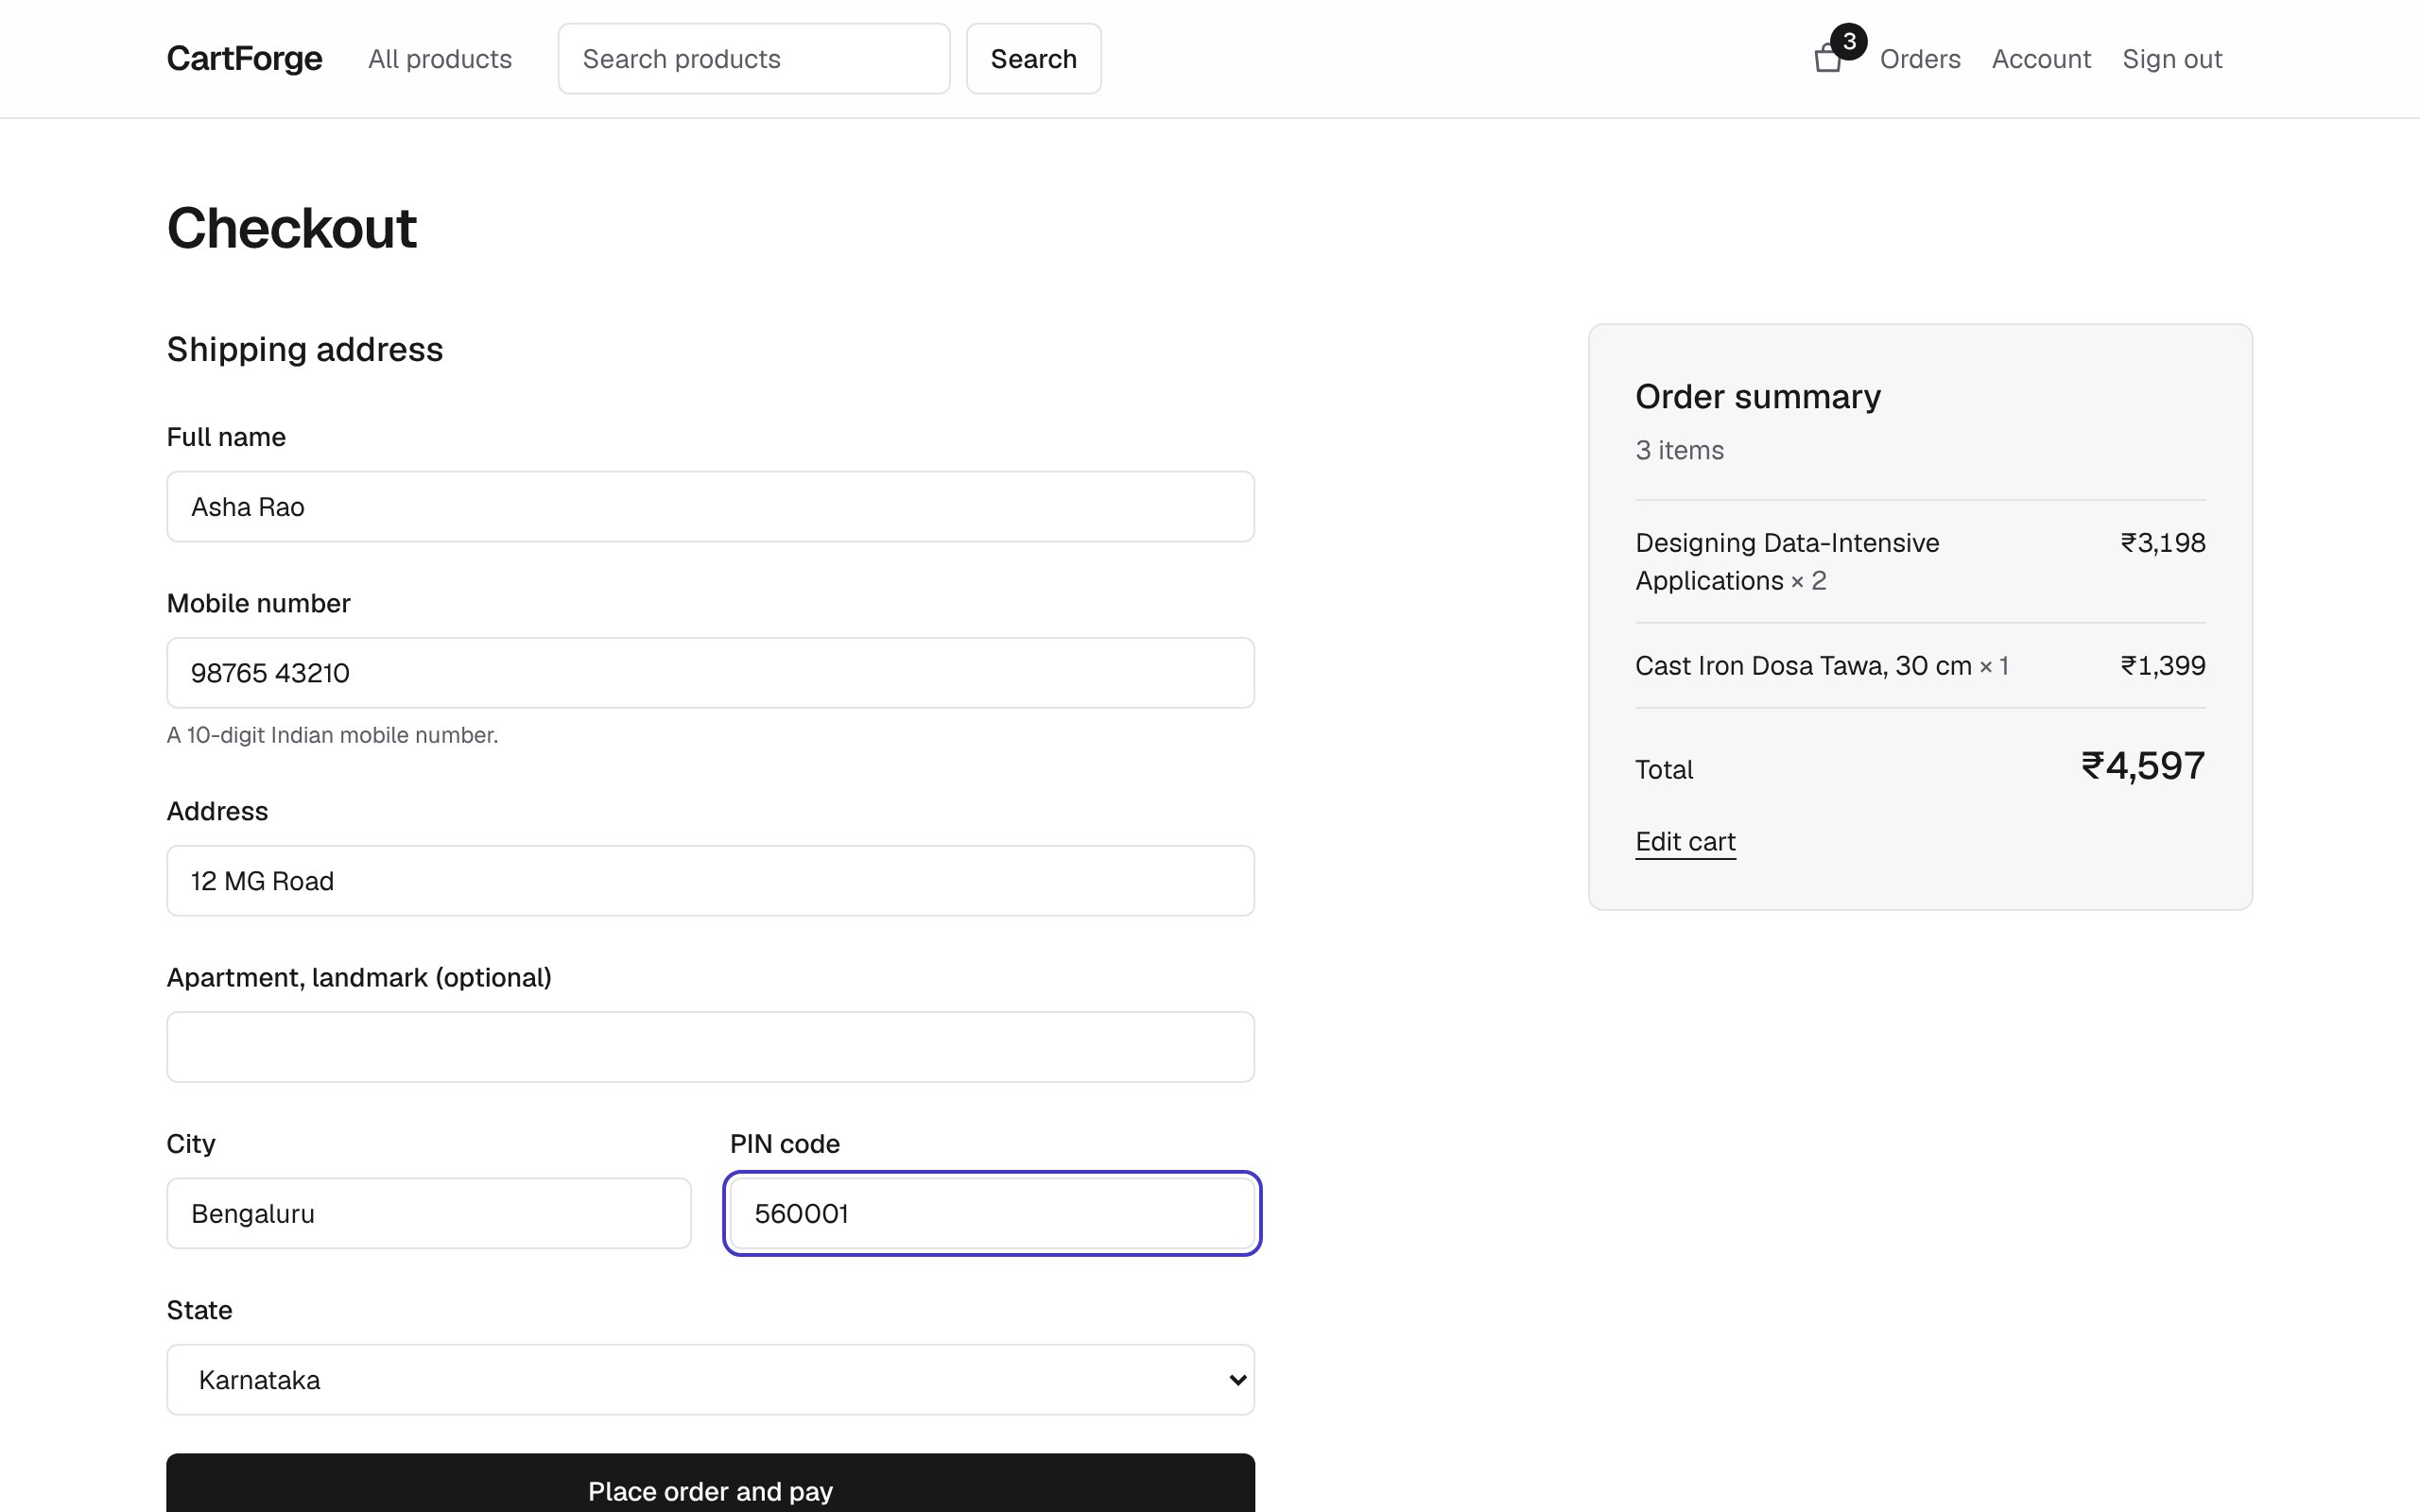 CartForge
All products
Search products
Search
3
Orders
Account
Sign out
Checkout
Shipping address
Full name
Asha Rao
Mobile number
98765 43210
A 10-digit Indian mobile number.
Address
12 MG Road
Apartment, landmark (optional)
City
Bengaluru
PIN code
560001
State
Karnataka
Place order and pay
Order summary
3 items
Designing Data-Intensive
Applications × 2
₹3,198
Cast Iron Dosa Tawa, 30 cm × 1
₹1,399
Total
₹4,597
Edit cart